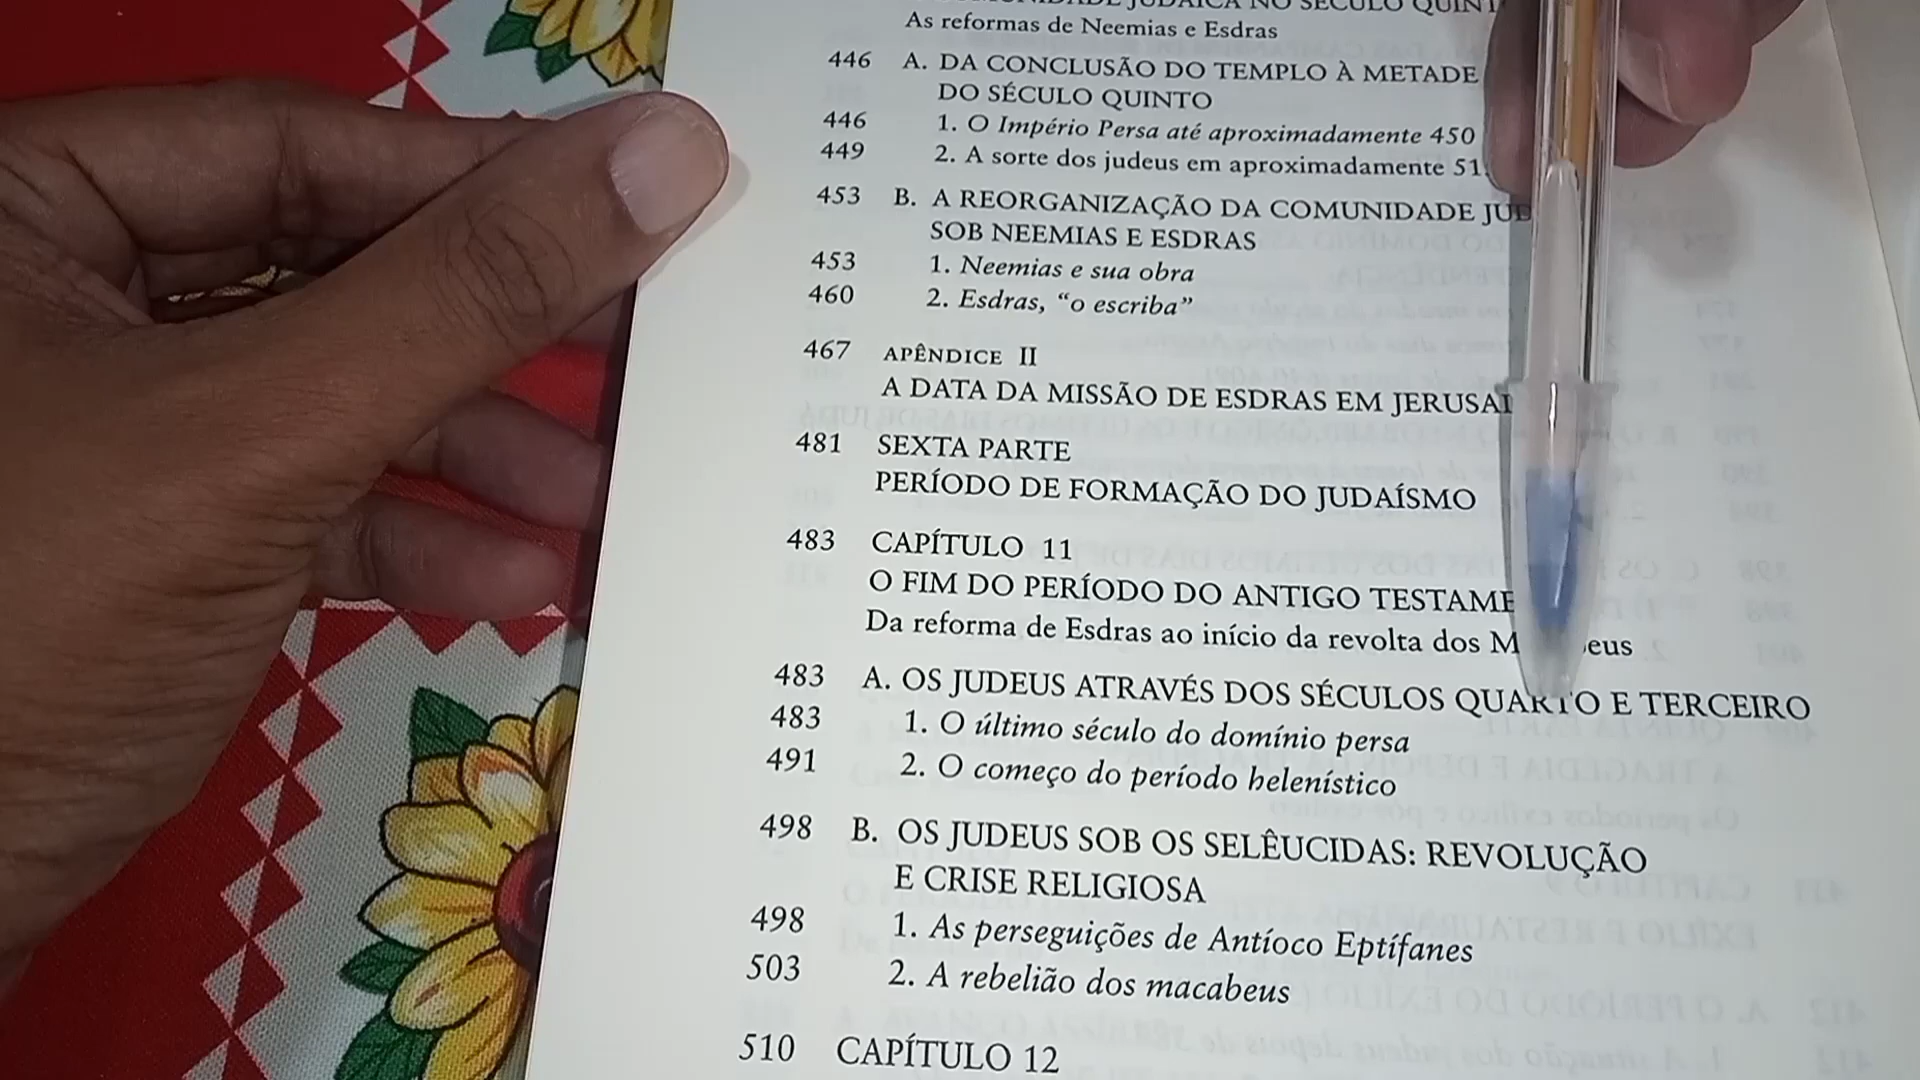 As reformas de Neemias e Esdras
446 A. DA CONCLUSÃO DO TEMPLO À METADE
DO SÉCULO QUINTO
446 1. O Império Persa até aproximadamente 450
449 2. A sorte dos judeus em aproximadamente
453 B. A REORGANIZAÇÃO DA COMUNIDADE
SOB NEEMIAS E ESDRAS
453 1. Neemias e sua obra
460 2. Esdras, “o escriba”
467 APÊNDICE II
A DATA DA MISSÃO DE ESDRAS EM
481 SEXTA PARTE
PERÍODO DE FORMAÇÃO DO JUDAÍSMO
483 CAPÍTULO 11
O FIM DO PERÍODO DO ANTIGO
Da reforma de Esdras ao início da revolta dos
483 A. OS JUDEUS ATRAVÉS DOS SÉCULOS QUARTO E TERCEIRO
483 1. O último século do domínio persa
491 2. O começo do período helenístico
498 B. OS JUDEUS SOB OS SELÊUCIDAS: REVOLUÇÃO
E CRISE RELIGIOSA
498 1. As perseguições de Antíoco Eptífanes
503 2. A rebelião dos macabeus
510 CAPÍTULO 12